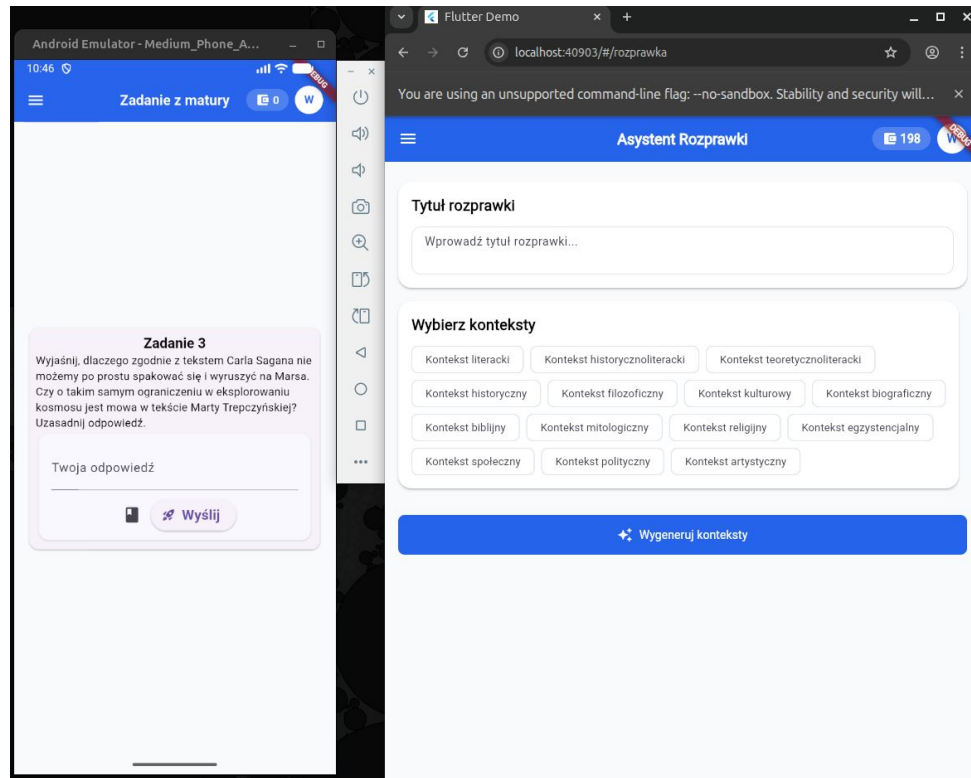 Android Emulator - Medium_Phone_A...
10:46
DEBUG
Zadanie z matury
0
W
Zadanie 3
Wyjaśnij, dlaczego zgodnie z tekstem Carla Sagana nie
możemy po prostu spakować się i wyruszyć na Marsa.
Czy o takim samym ograniczeniu w eksplorowaniu
kosmosu jest mowa w tekście Marty Trepczyńskiej?
Uzasadnij odpowiedź.
Twoja odpowiedź
Wyślij
Flutter Demo
localhost:40903/#/rozprawka
You are using an unsupported command-line flag: --no-sandbox. Stability and security will...
Asystent Rozprawki
198
W
DEBUG
Tytuł rozprawki
Wprowadź tytuł rozprawki...
Wybierz konteksty
Kontekst literacki Kontekst historycznoliteracki Kontekst teoretycznoliteracki
Kontekst historyczny Kontekst filozoficzny Kontekst kulturowy Kontekst biograficzny
Kontekst biblijny Kontekst mitologiczny Kontekst religijny Kontekst egzystencjalny
Kontekst społeczny Kontekst polityczny Kontekst artystyczny
Wygeneruj konteksty